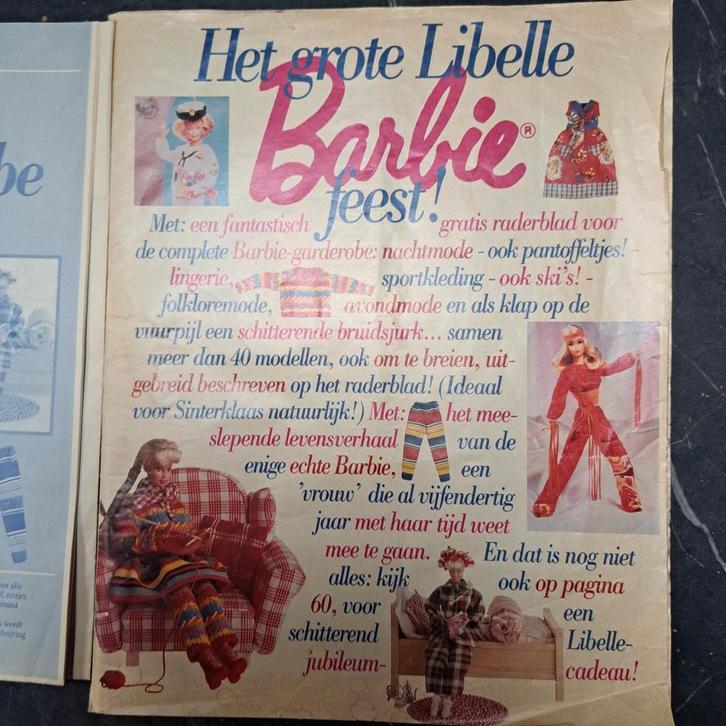 Het grote Libelle
Barbie®
feest!
Met: een fantastisch gratis raderblad voor
de complete Barbie-garderobe: nachtmode - ook pantoffeltjes! -
lingerie, sportkleding - ook ski's! -
folkloremode, avondmode en als klap op de
vuurpijl een schitterende bruidsjurk... samen
meer dan 40 modellen, ook om te breien, uit-
gebreid beschreven op het raderblad! (Ideaal
voor Sinterklaas natuurlijk!) Met: het mee-
slepende levensverhaal van de
enige echte Barbie, een
'vrouw' die al vijfendertig
jaar met haar tijd weet
mee te gaan. En dat is nog niet
alles: kijk ook op pagina
60, voor een
schitterend Libelle-
jubileum- cadeau!
be
oor alle
wordt